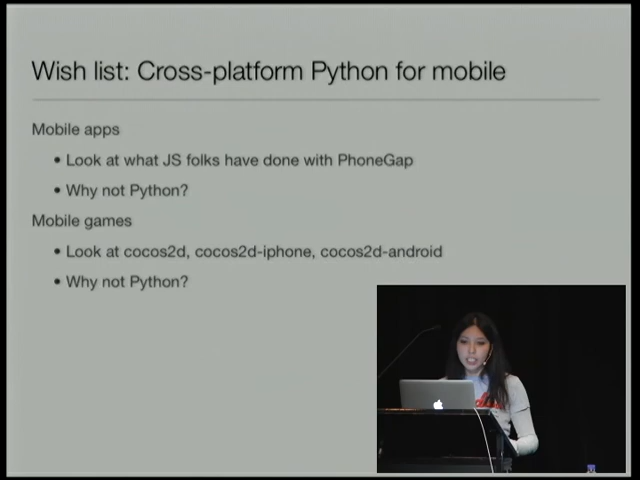 Wish list: Cross-platform Python for mobile
Mobile apps
• Look at what JS folks have done with PhoneGap
• Why not Python?
Mobile games
• Look at cocos2d, cocos2d-iphone, cocos2d-android
• Why not Python?